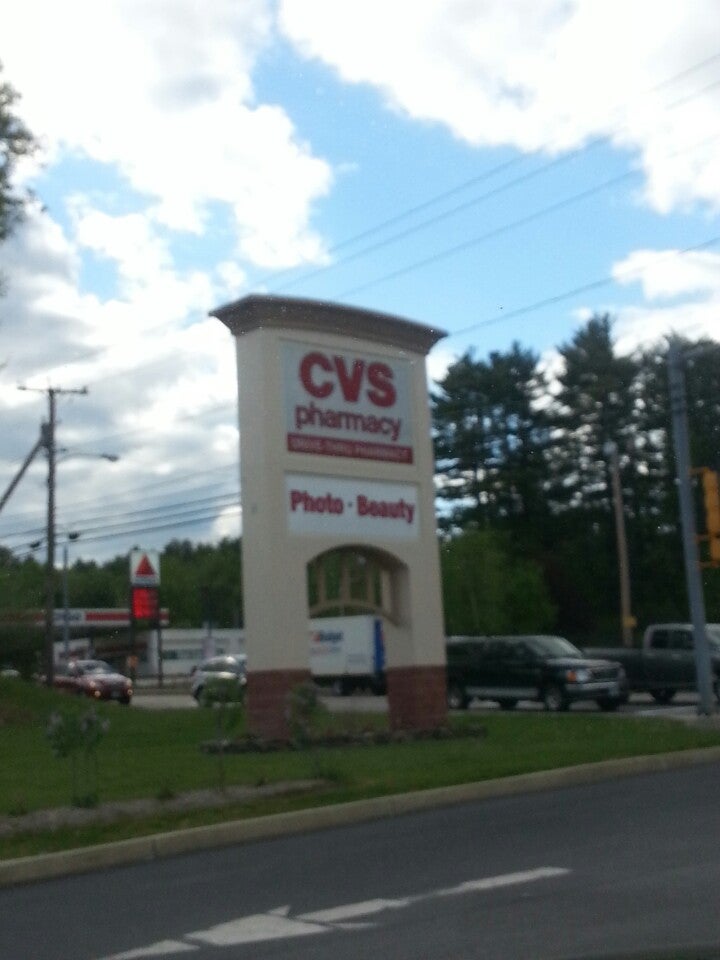 CVS
pharmacy
DRIVE-THRU PHARMACY
Photo · Beauty